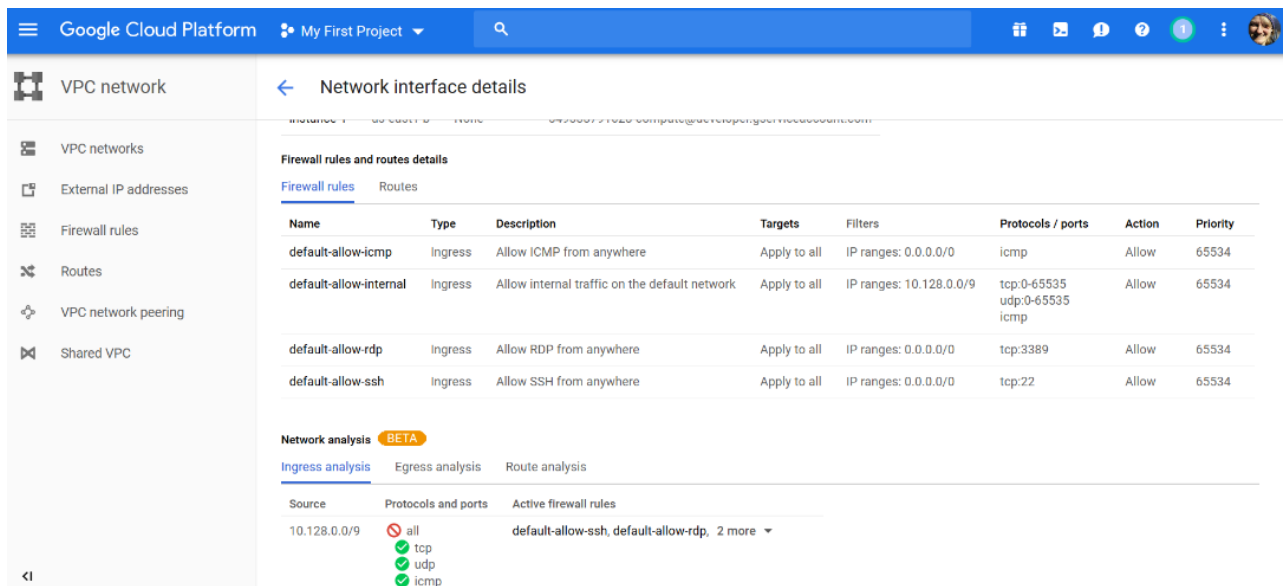 Google Cloud Platform My First Project
1
VPC network
Network interface details
VPC networks
External IP addresses
Firewall rules
Routes
VPC network peering
Shared VPC
Firewall rules and routes details
Firewall rules Routes
Name Type Description Targets Filters Protocols / ports Action Priority
default-allow-icmp Ingress Allow ICMP from anywhere Apply to all IP ranges: 0.0.0.0/0 icmp Allow 65534
default-allow-internal Ingress Allow internal traffic on the default network Apply to all IP ranges: 10.128.0.0/9 tcp:0-65535 Allow 65534
udp:0-65535
icmp
default-allow-rdp Ingress Allow RDP from anywhere Apply to all IP ranges: 0.0.0.0/0 tcp:3389 Allow 65534
default-allow-ssh Ingress Allow SSH from anywhere Apply to all IP ranges: 0.0.0.0/0 tcp:22 Allow 65534
Network analysis BETA
Ingress analysis Egress analysis Route analysis
Source Protocols and ports Active firewall rules
10.128.0.0/9 all default-allow-ssh, default-allow-rdp, 2 more
tcp
udp
icmp